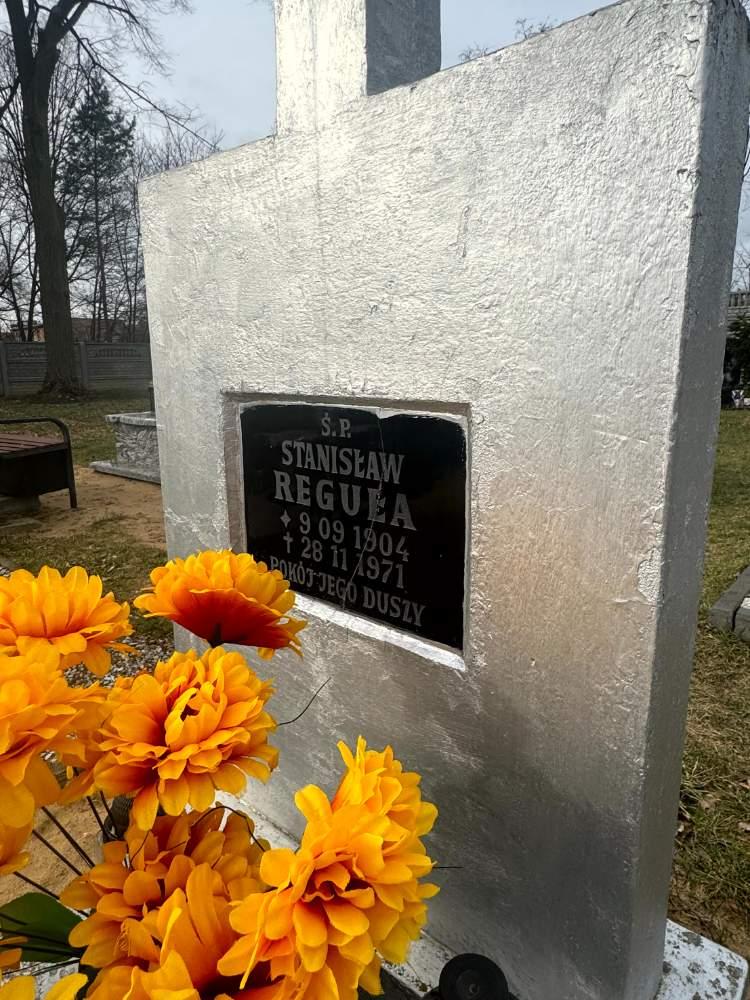 Ś. P.
STANISŁAW
REGUŁA
✦ 9 09 1904
† 28 11 1971
POKÓJ JEGO DUSZY